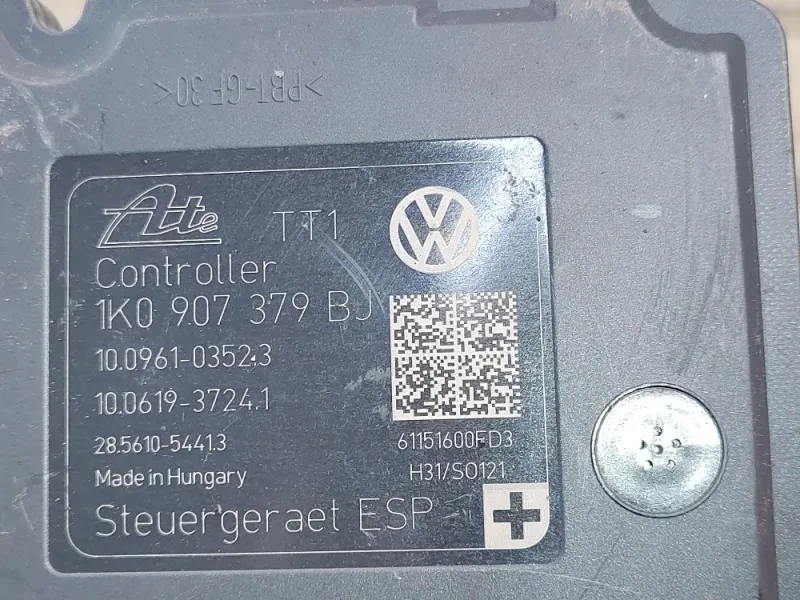 >PBT-GF30<
Ate TT1
Controller
1K0 907 379 BJ
10.0961-0352.3
10.0619-3724.1
28.5610-5441.3
61151600FD3
Made in Hungary
H31/S0121
Steuergeraet ESP